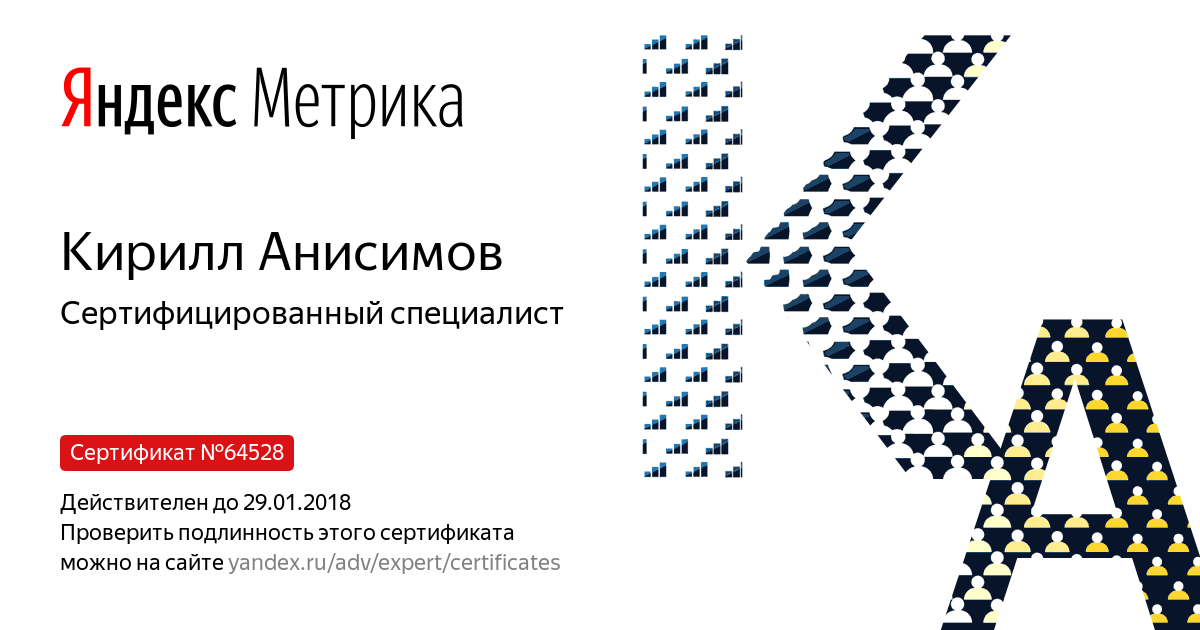 Яндекс Метрика
Кирилл Анисимов
Сертифицированный специалист
Сертификат №64528
Действителен до 29.01.2018
Проверить подлинность этого сертификата
можно на сайте yandex.ru/adv/expert/certificates
КА